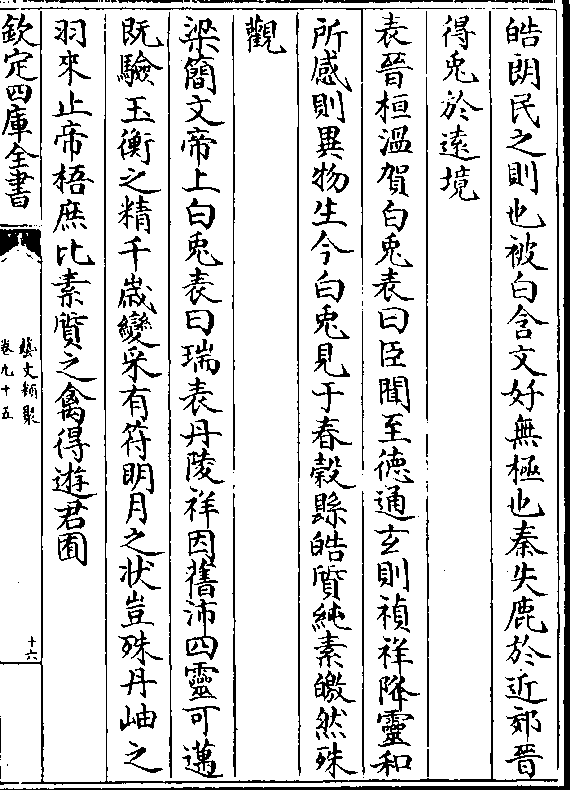 皓朗民之則也被白含文好無極也秦失鹿於近郊晉
得兎於逺境
表晉桓溫賀白兎表曰臣聞至徳通玄則禎祥降靈和
所感則異物生今白兎見于春穀縣皓質純素皦然殊
觀
梁簡文帝上白兎表曰瑞表丹陵祥因舊沛四靈可邁
既驗玉衡之精千嵗變采有符明月之状豈殊丹岫之
羽來止帝梧庶比素質之禽得遊君囿
欽定四庫全書
藝文類聚
卷九十五
十六